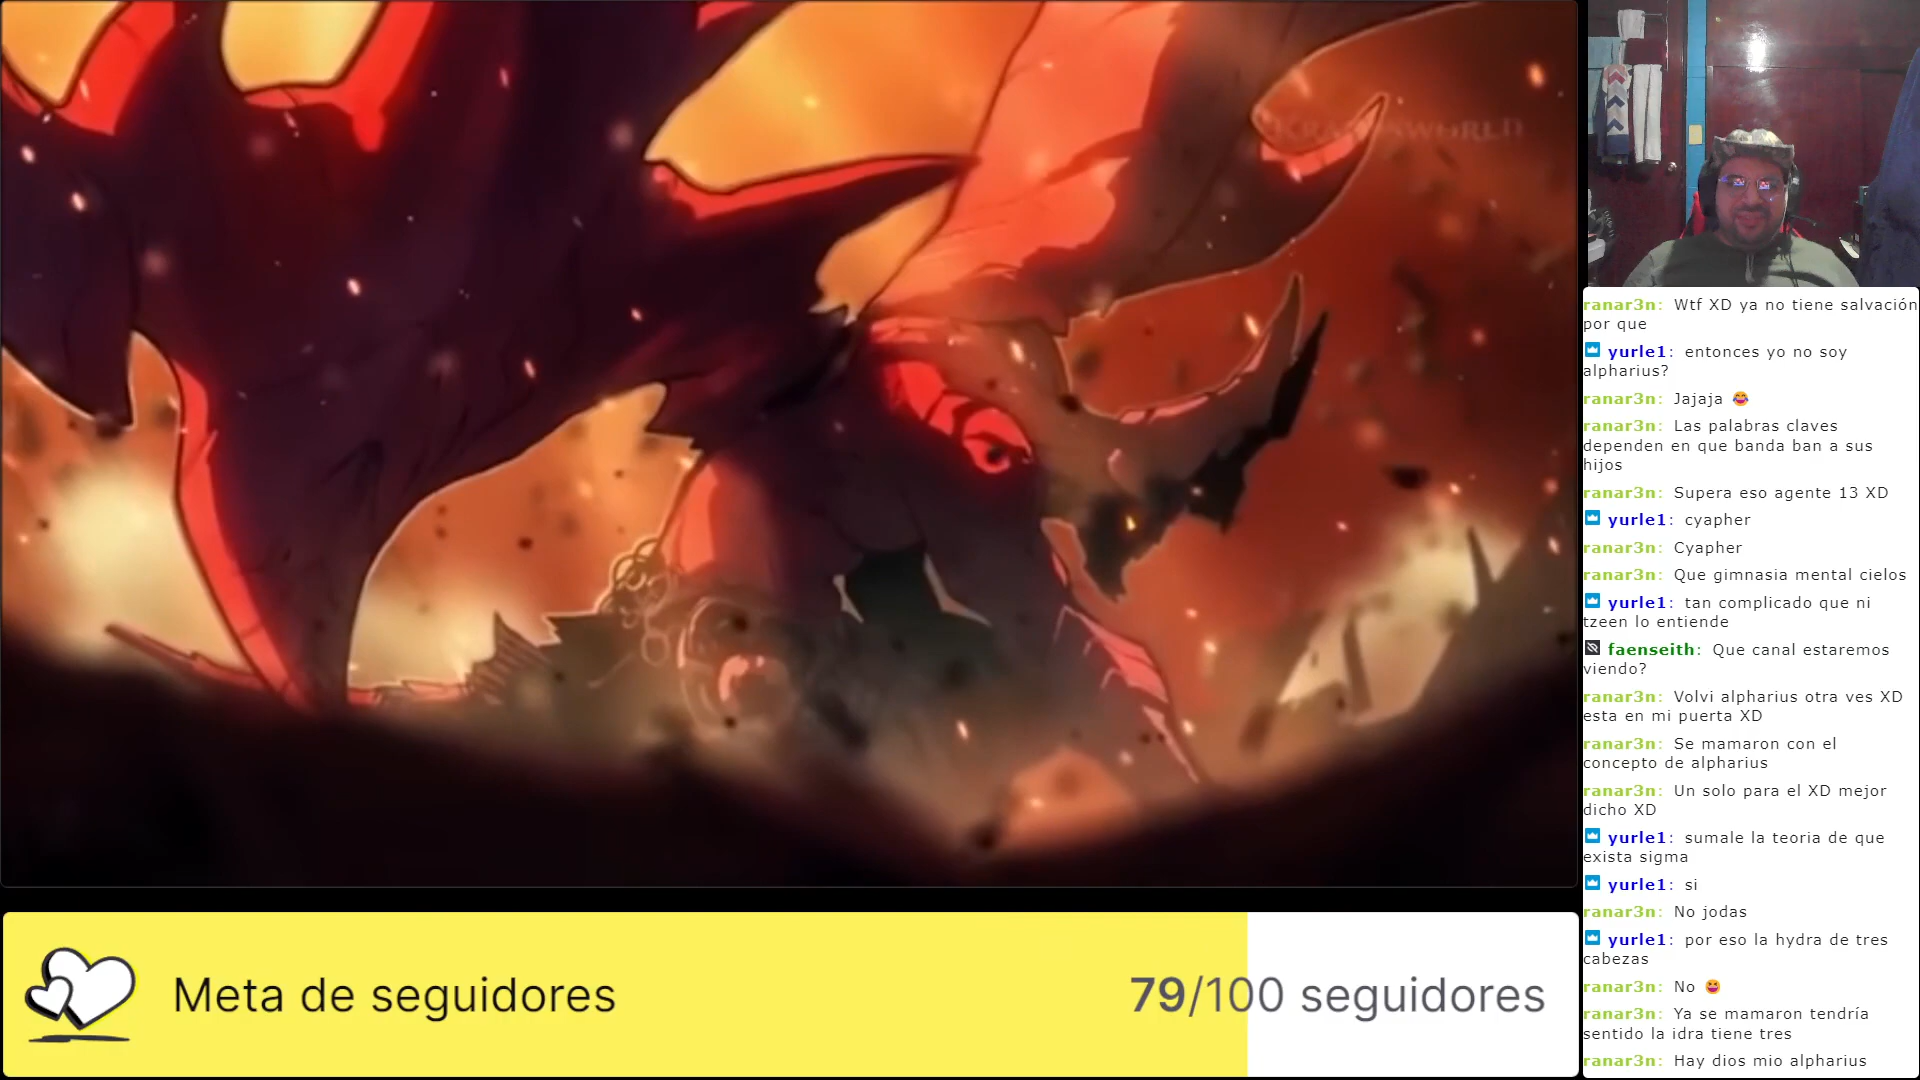 Wtf XD ya no tiene salvación
ranar3n: Wtf XD ya no tiene salvación
por que
yurle1: entonces yo no soy
alpharius?
ranar3n: Jajaja 😂
ranar3n: Las palabras claves
dependen en que banda ban a sus
hijos
ranar3n: Supera eso agente 13 XD
yurle1: cyapher
ranar3n: Cyapher
ranar3n: Que gimnasia mental cielos
yurle1: tan complicado que ni
tzeen lo entiende
faenseith: Que canal estaremos
viendo?
ranar3n: Volvi alpharius otra ves XD
esta en mi puerta XD
ranar3n: Se mamaron con el
concepto de alpharius
ranar3n: Un solo para el XD mejor
dicho XD
yurle1: sumale la teoria de que
exista sigma
yurle1: si
ranar3n: No jodas
yurle1: por eso la hydra de tres
cabezas
ranar3n: No 😆
ranar3n: Ya se mamaron tendría
sentido la idra tiene tres
ranar3n: Hay dios mio alpharius
Meta de seguidores
79/100 seguidores